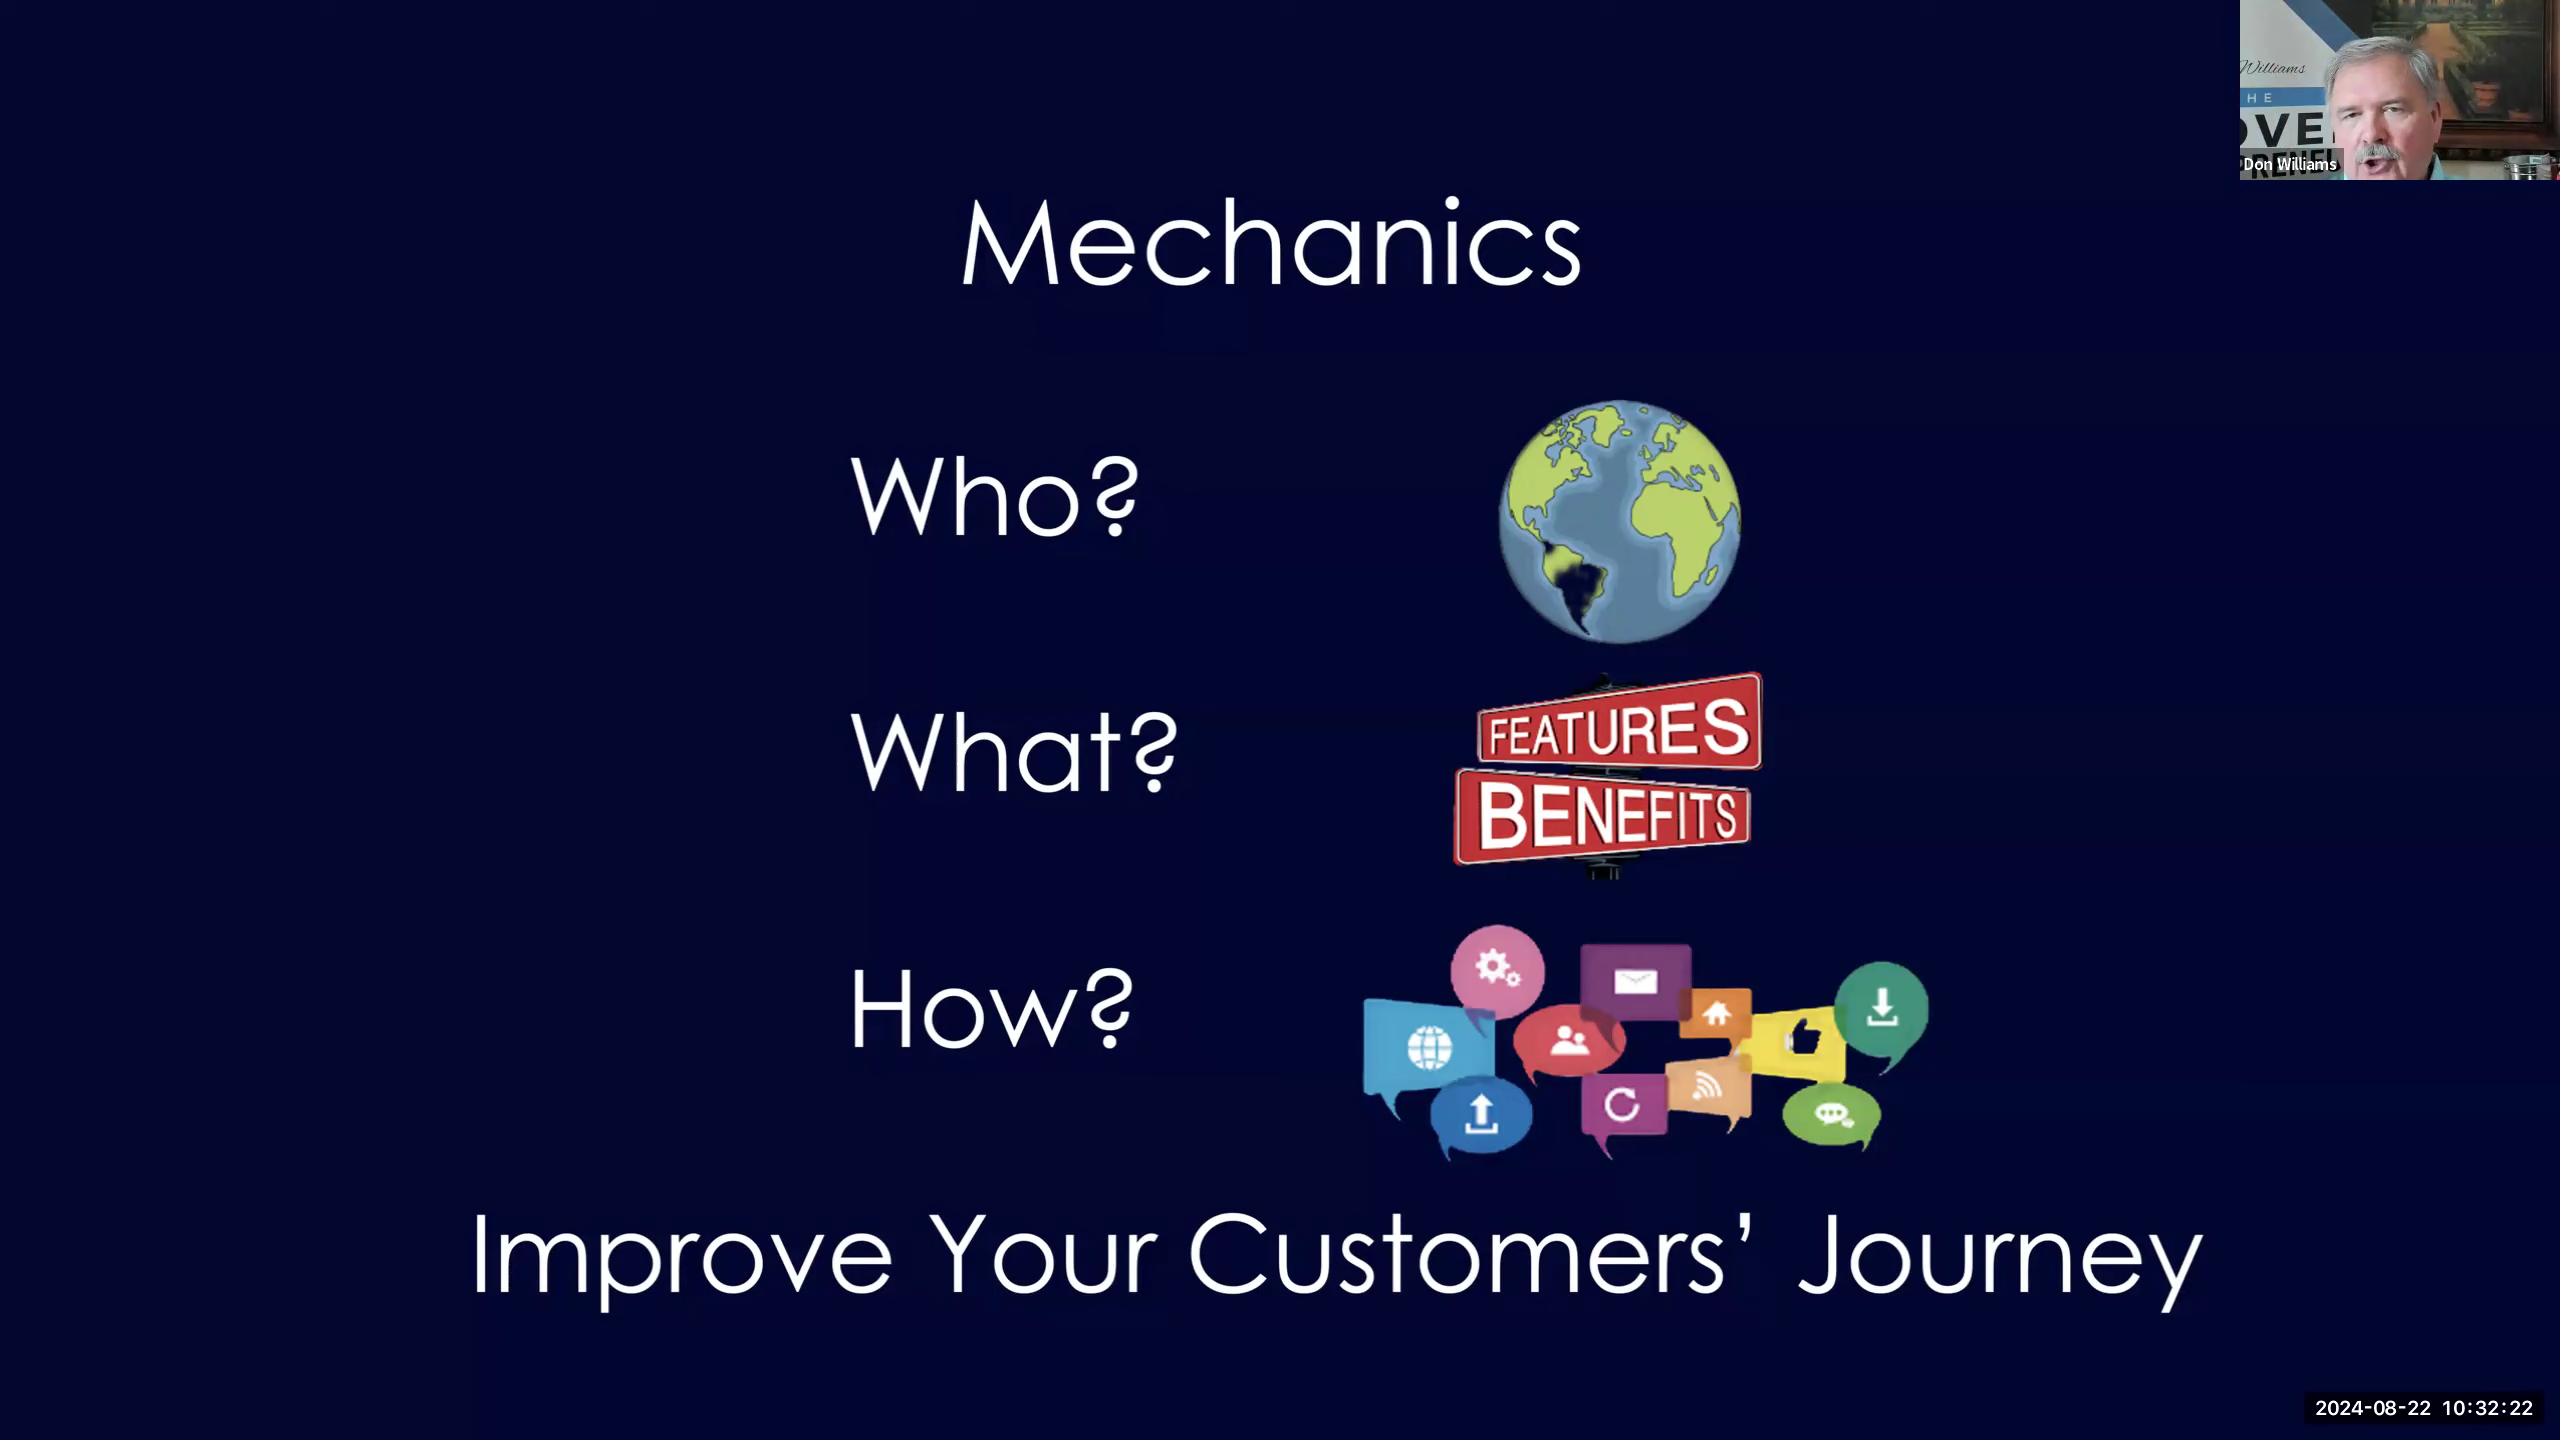 Williams
HE
OVE
Don Williams
Mechanics
Who?
What?
FEATURES
BENEFITS
How?
Improve Your Customers’ Journey
2024-08-22 10:32:22